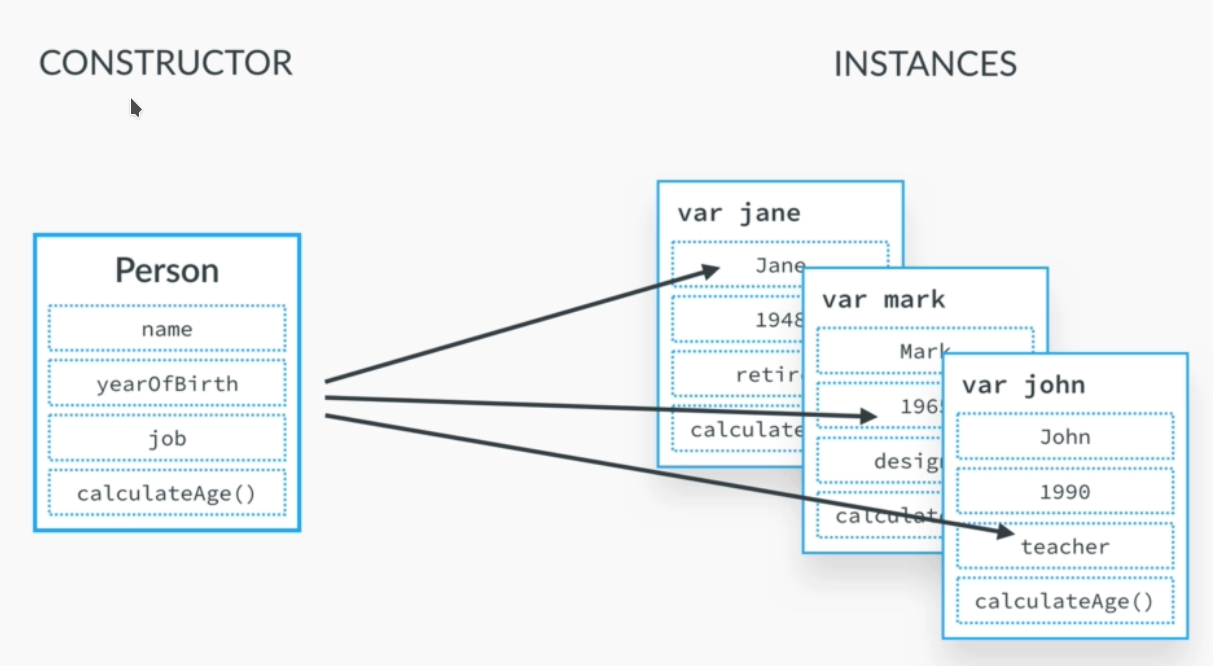 CONSTRUCTOR
INSTANCES
Person
name
yearOfBirth
job
calculateAge()
var jane
Jane
1948
retir
calculate
var mark
Mark
1965
design
calculat
var john
John
1990
teacher
calculateAge()